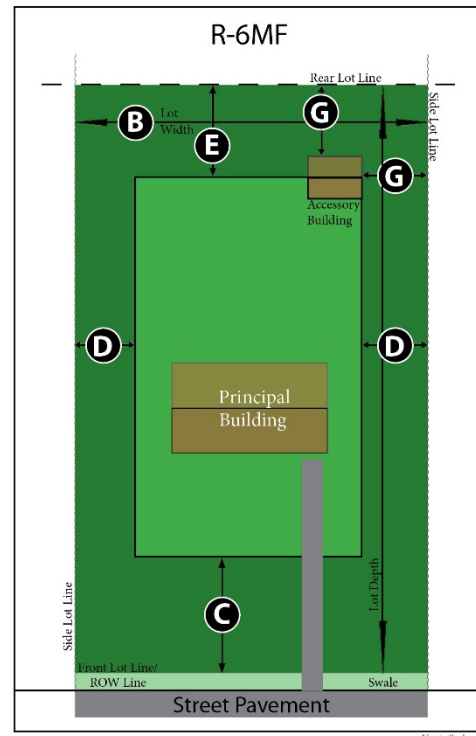 R-6MF
Rear Lot Line
Side Lot Line
B
Lot
Width
E
G
G
Accessory
Building
D
D
Principal
Building
C
Lot Depth
Side Lot Line
Front Lot Line/
ROW Line
Swale
Street Pavement